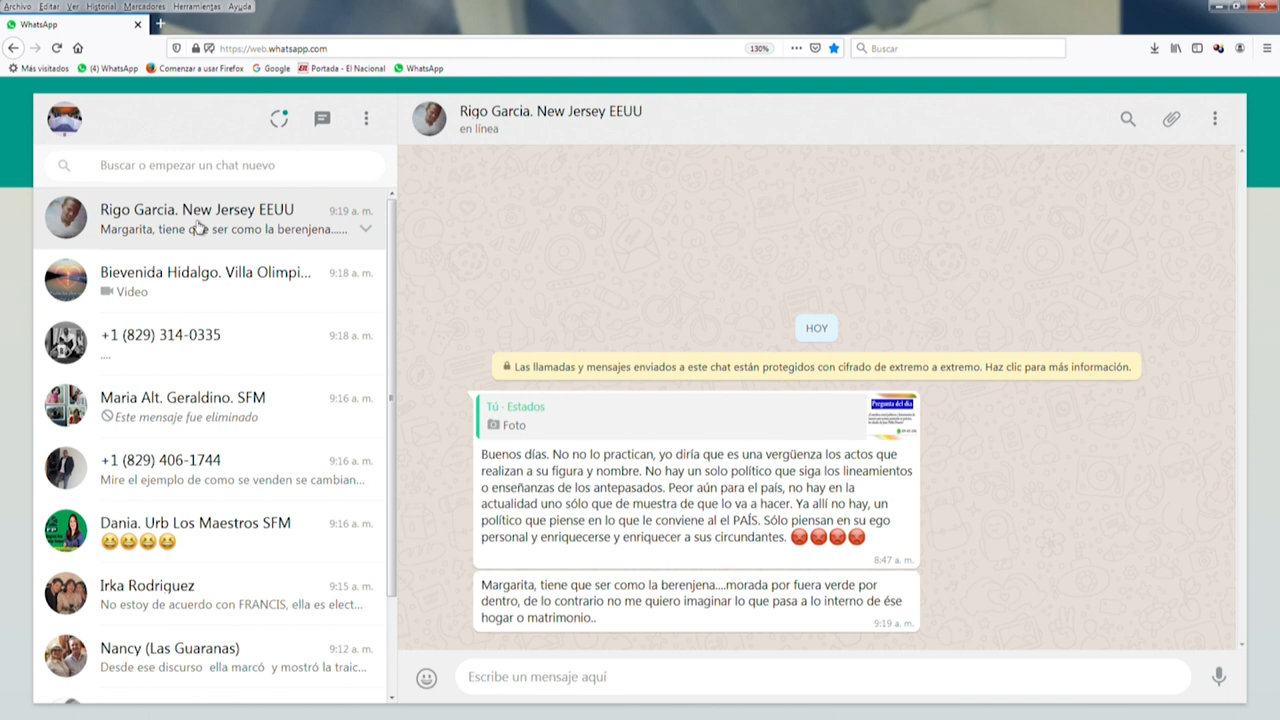 Archivo Editar Ver Historial Marcadores Herramientas Ayuda
WhatsApp
https://web.whatsapp.com
130%
Buscar
Más visitados (4) WhatsApp Comenzar a usar Firefox Google Portada - El Nacional WhatsApp
Buscar o empezar un chat nuevo
Rigo Garcia. New Jersey EEUU 9:19 a. m.
Margarita, tiene que ser como la berenjena......
Bievenida Hidalgo. Villa Olimpi... 9:18 a. m.
Video
+1 (829) 314-0335 9:18 a. m.
....
Maria Alt. Geraldino. SFM 9:16 a. m.
Este mensaje fue eliminado
+1 (829) 406-1744 9:16 a. m.
Mire el ejemplo de como se venden se cambian...
Dania. Urb Los Maestros SFM 9:16 a. m.
😆😆😆😆
Irka Rodriguez 9:15 a. m.
No estoy de acuerdo con FRANCIS, ella es elect...
Nancy (Las Guaranas) 9:12 a. m.
Desde ese discurso ella marcó y mostró la traic...
Rigo Garcia. New Jersey EEUU
en línea
HOY
Las llamadas y mensajes enviados a este chat están protegidos con cifrado de extremo a extremo. Haz clic para más información.
Tú · Estados
Foto
Pregunta del día
Buenos días. No no lo practican, yo diría que es una vergüenza los actos que
realizan a su figura y nombre. No hay un solo político que siga los lineamientos
o enseñanzas de los antepasados. Peor aún para el país, no hay en la
actualidad uno sólo que de muestra de que lo va a hacer. Ya allí no hay, un
político que piense en lo que le conviene al el PAÍS. Sólo piensan en su ego
personal y enriquecerse y enriquecer a sus circundantes. 😡😡😡😡
8:47 a. m.
Margarita, tiene que ser como la berenjena....morada por fuera verde por
dentro, de lo contrario no me quiero imaginar lo que pasa a lo interno de ése
hogar o matrimonio..
9:19 a. m.
Escribe un mensaje aquí